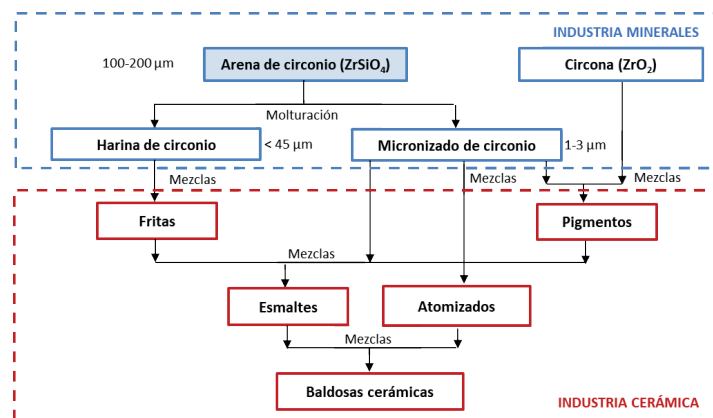 INDUSTRIA MINERALES
100-200 µm
Arena de circonio (ZrSiO₄)
Circona (ZrO₂)
Molturación
Harina de circonio
< 45 µm
Micronizado de circonio
1-3 µm
Mezclas
Mezclas
Mezclas
Fritas
Pigmentos
Mezclas
Esmaltes
Atomizados
Mezclas
Baldosas cerámicas
INDUSTRIA CERÁMICA